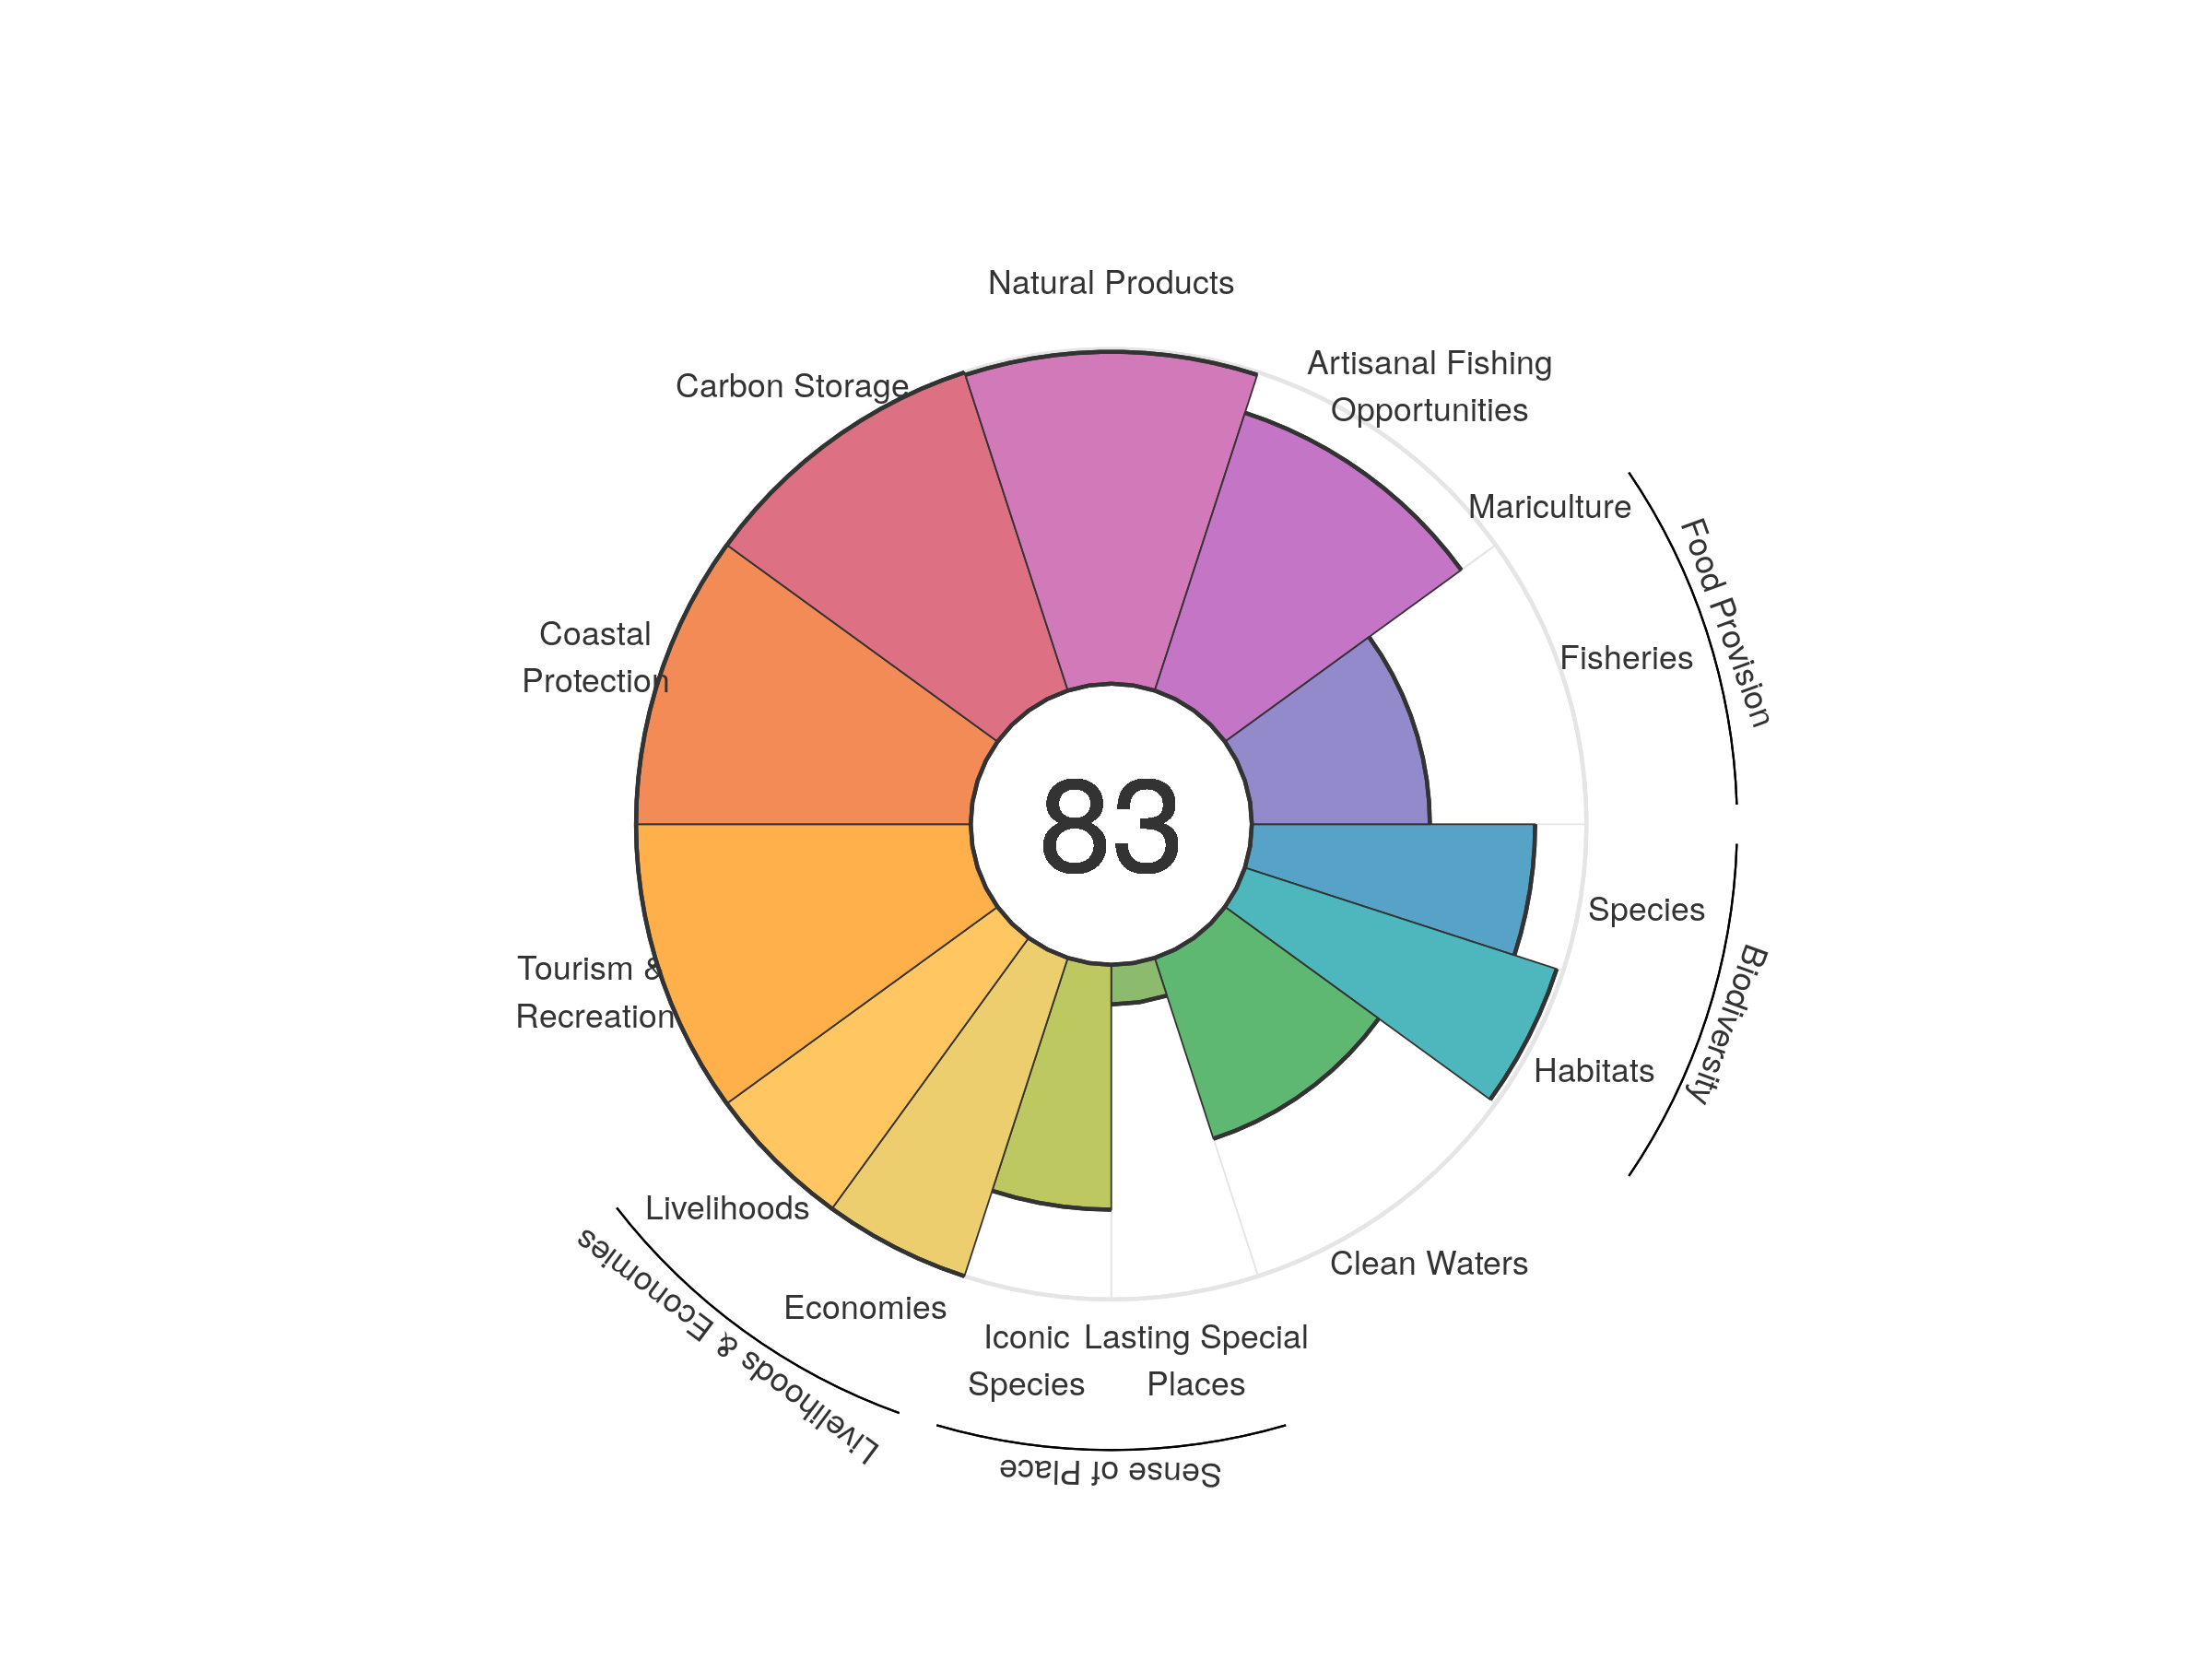 Natural Products
Artisanal Fishing
Opportunities
Carbon Storage
Mariculture
Food Provision
Fisheries
Coastal
Protection
83
Species
Biodiversity
Tourism &
Recreation
Habitats
Livelihoods
Clean Waters
Livelihoods & Economies
Economies
Iconic
Species
Lasting Special
Places
Sense of Place